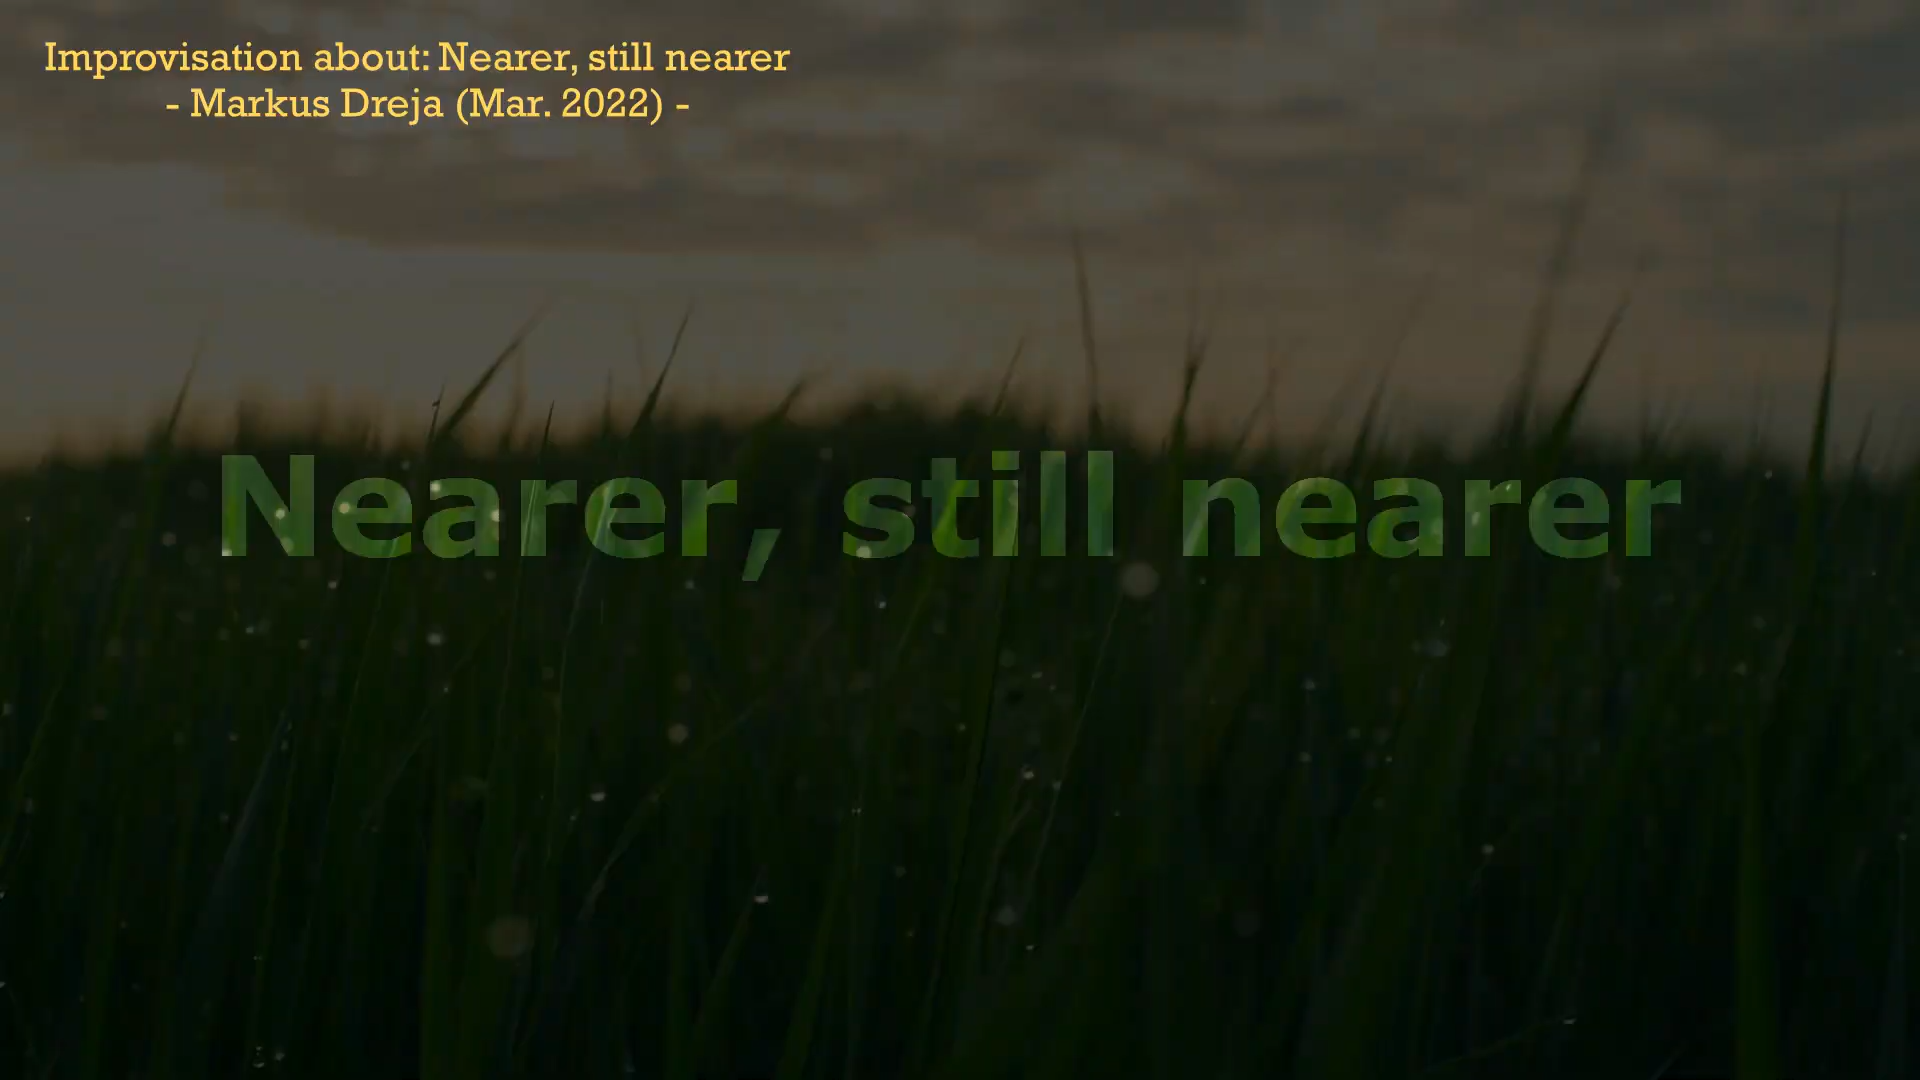 Improvisation about: Nearer, still nearer
- Markus Dreja (Mar. 2022) -
Nearer, still nearer